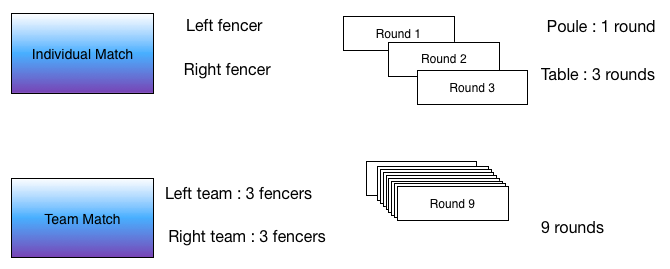 Individual Match
Left fencer
Right fencer
Round 1
Round 2
Round 3
Poule : 1 round
Table : 3 rounds
Team Match
Left team : 3 fencers
Right team : 3 fencers
Round 9
9 rounds